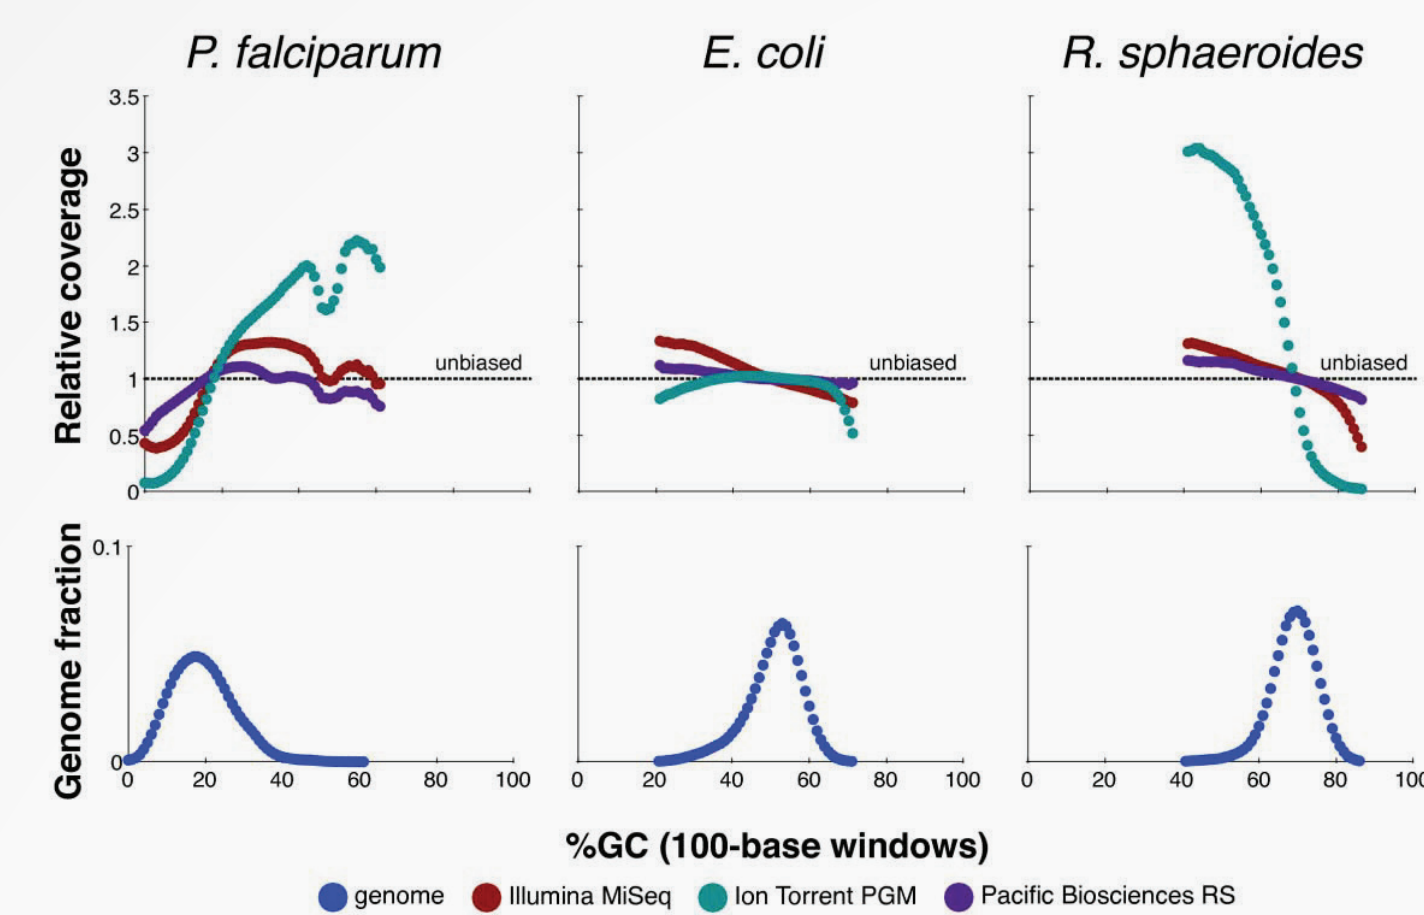 P. falciparum
E. coli
R. sphaeroides
Relative coverage
3.5
3
2.5
2
1.5
1
0.5
0
unbiased
unbiased
unbiased
Genome fraction
0.1
0
0 20 40 60 80 100
0 20 40 60 80 100
0 20 40 60 80
%GC (100-base windows)
genome Illumina MiSeq Ion Torrent PGM Pacific Biosciences RS